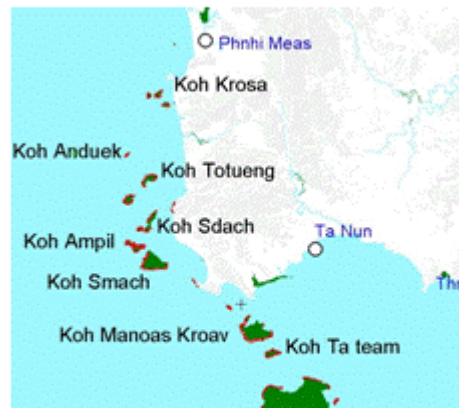 Phnhi Meas
Koh Krosa
Koh Anduek
Koh Totueng
Koh Sdach
Ta Nun
Koh Ampil
Koh Smach
Koh Manoas Kroav
Koh Ta team